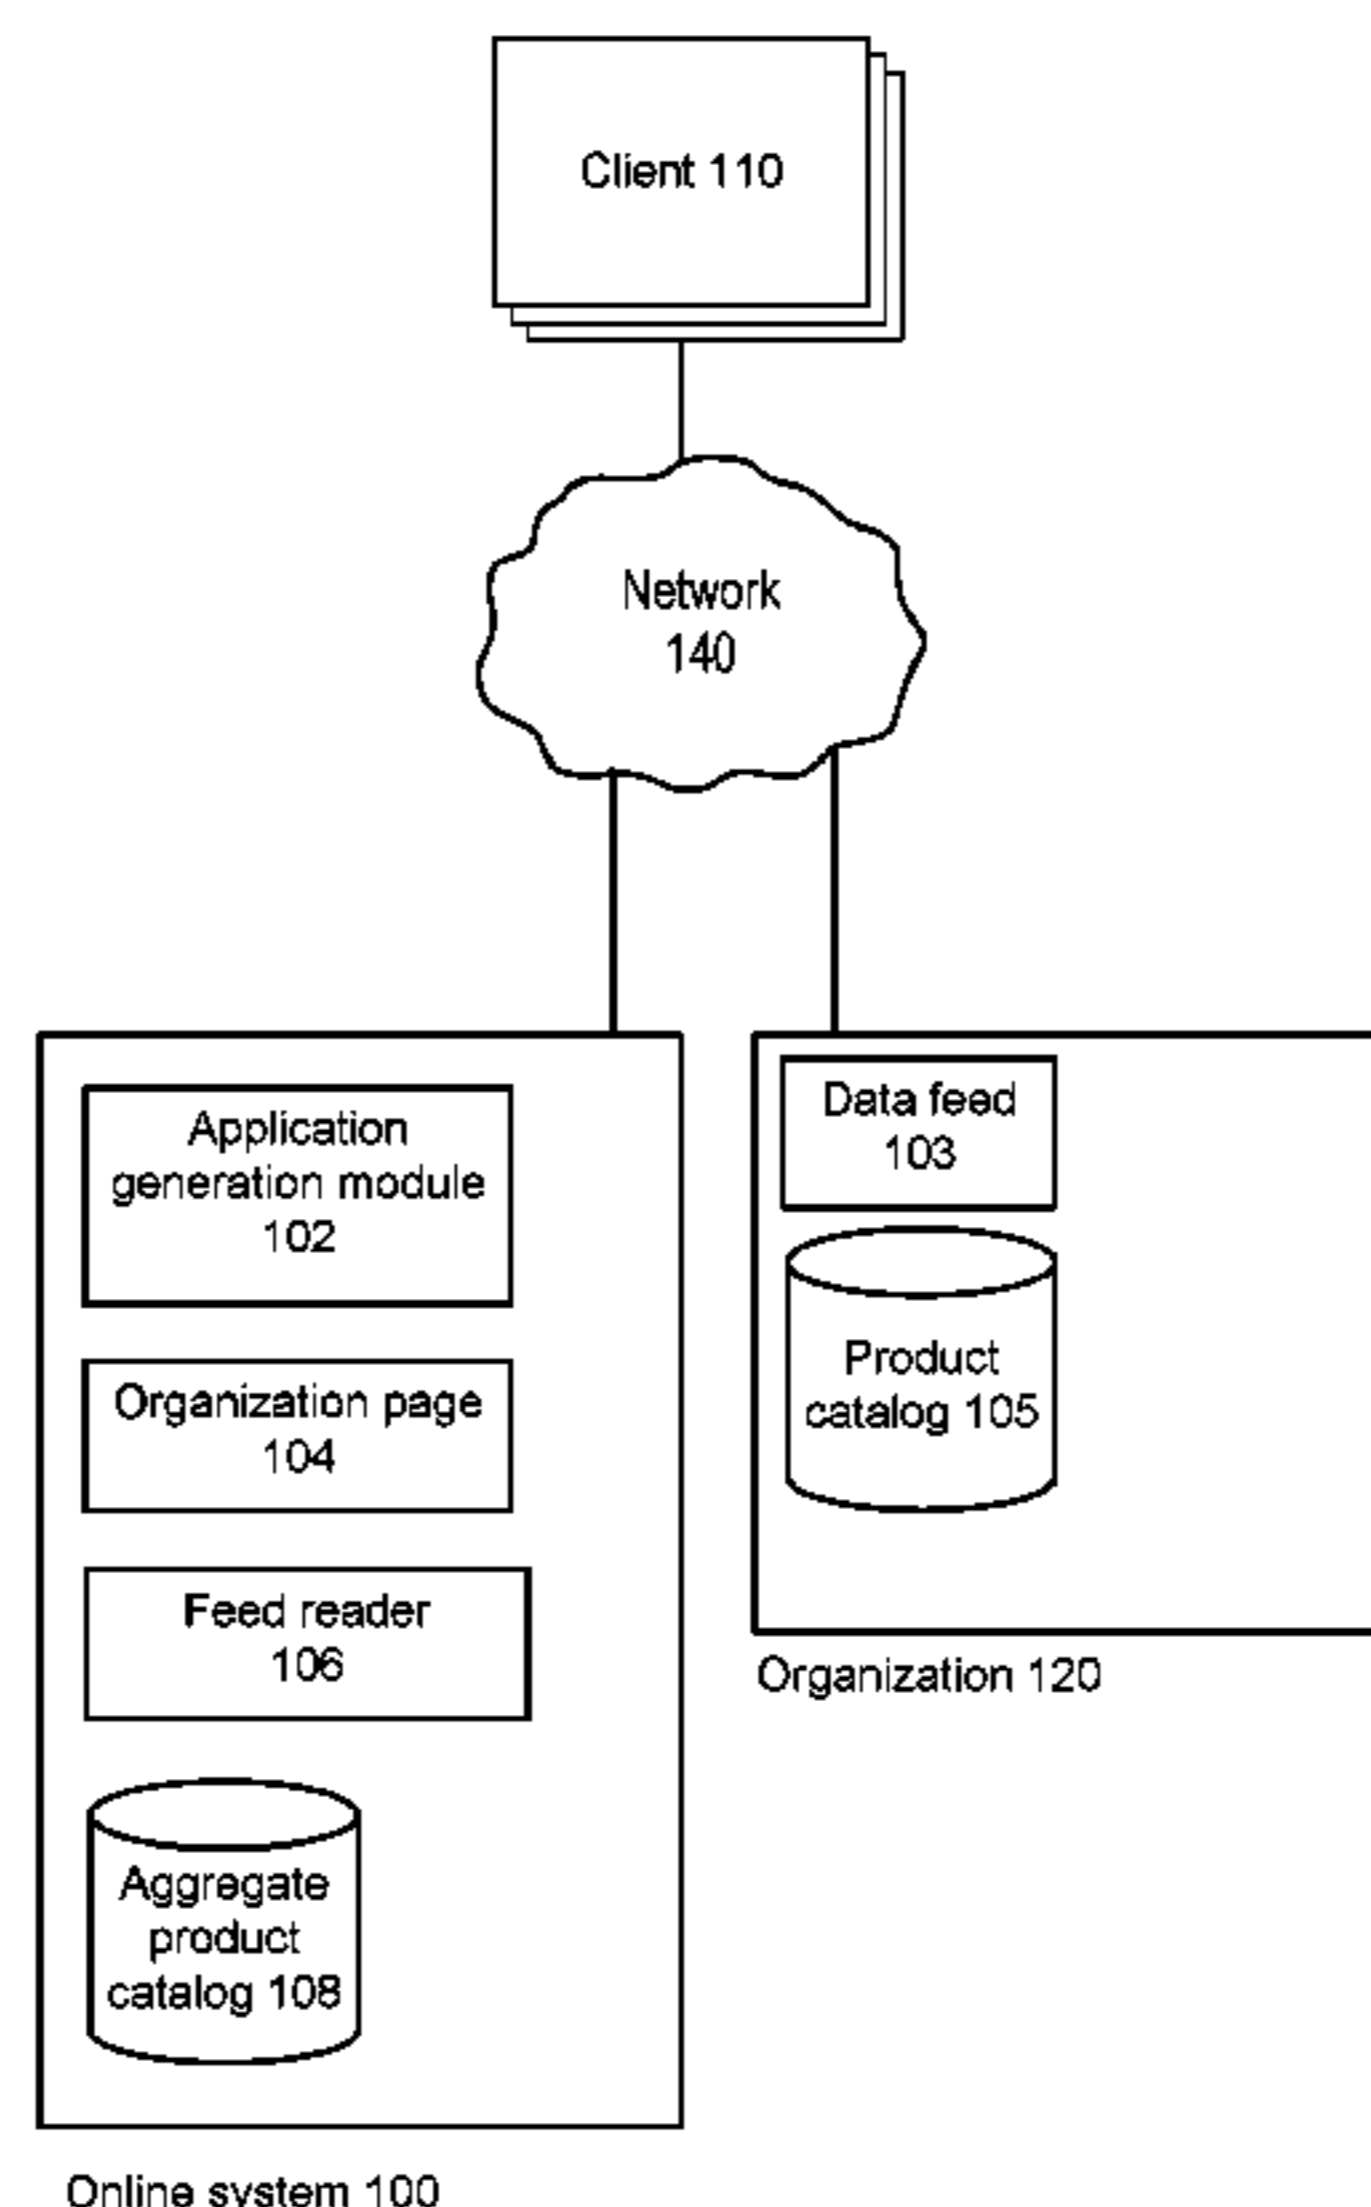 Client 110
Network
140
Application
generation module
102
Organization page
104
Feed reader
106
Aggregate
product
catalog 108
Online system 100
Data feed
103
Product
catalog 105
Organization 120